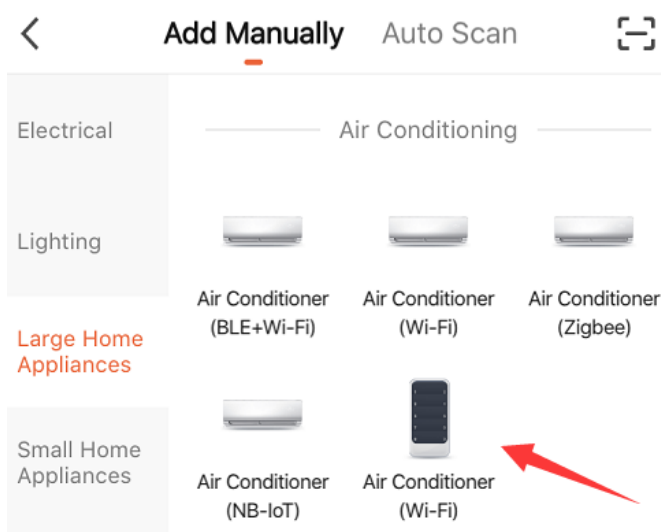 Add Manually
Auto Scan
Electrical
Lighting
Large Home
Appliances
Small Home
Appliances
Air Conditioning
Air Conditioner
(BLE+Wi-Fi)
Air Conditioner
(Wi-Fi)
Air Conditioner
(Zigbee)
Air Conditioner
(NB-IoT)
Air Conditioner
(Wi-Fi)